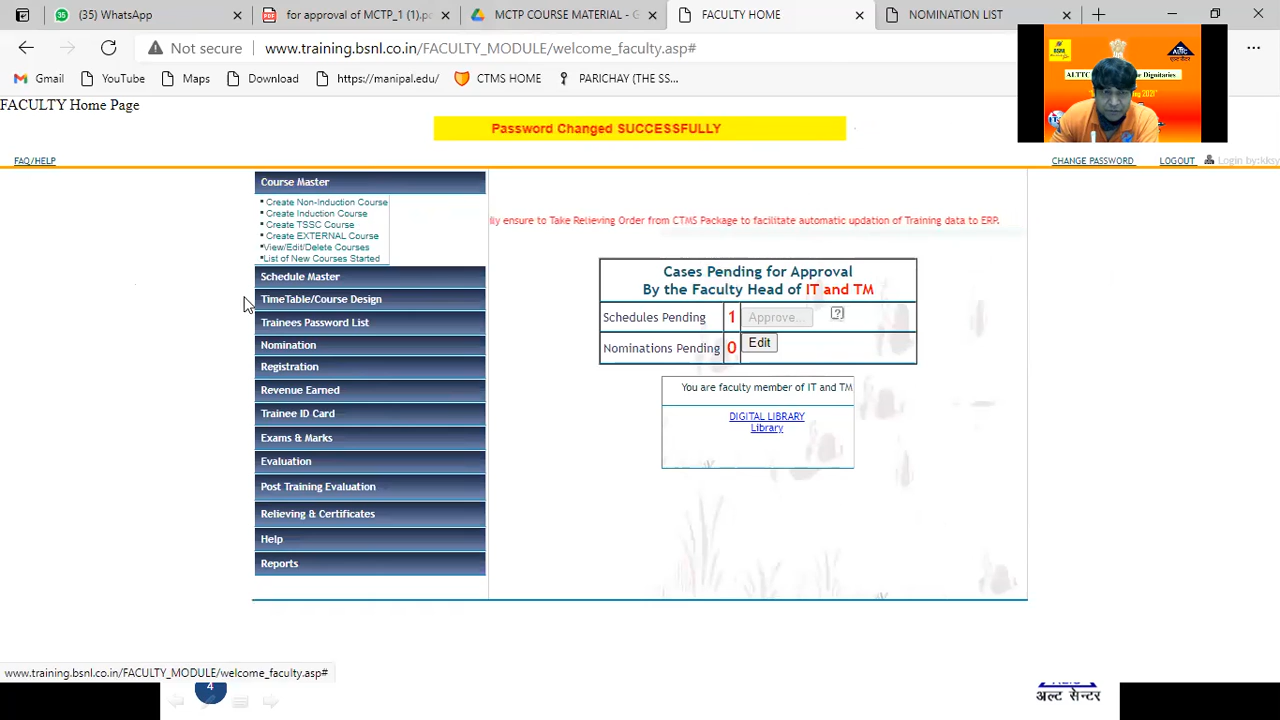 (35) WhatsApp
for approval of MCTP_1 (1).p
MCTP COURSE MATERIAL - G
FACULTY HOME
NOMINATION LIST
Not secure
www.training.bsnl.co.in/FACULTY_MODULE/welcome_faculty.asp#
Gmail
YouTube
Maps
Download
https://manipal.edu/
CTMS HOME
PARICHAY (THE SS...
FACULTY Home Page
Password Changed SUCCESSFULLY
FAQ/HELP
CHANGE PASSWORD
LOGOUT
Login by:kksy
Course Master
Create Non-Induction Course
Create Induction Course
Create TSSC Course
Create EXTERNAL Course
View/Edit/Delete Courses
List of New Courses Started
Schedule Master
TimeTable/Course Design
Trainees Password List
Nomination
Registration
Revenue Earned
Trainee ID Card
Exams & Marks
Evaluation
Post Training Evaluation
Relieving & Certificates
Help
Reports
lly ensure to Take Relieving Order from CTMS Package to facilitate automatic updation of Training data to ERP.
Cases Pending for Approval
By the Faculty Head of IT and TM
Schedules Pending 1 Approve... ?
Nominations Pending 0 Edit
You are faculty member of IT and TM
DIGITAL LIBRARY
Library
www.training.bsnl.co.in/FACULTY_MODULE/welcome_faculty.asp#
4
अल्ट सेन्टर